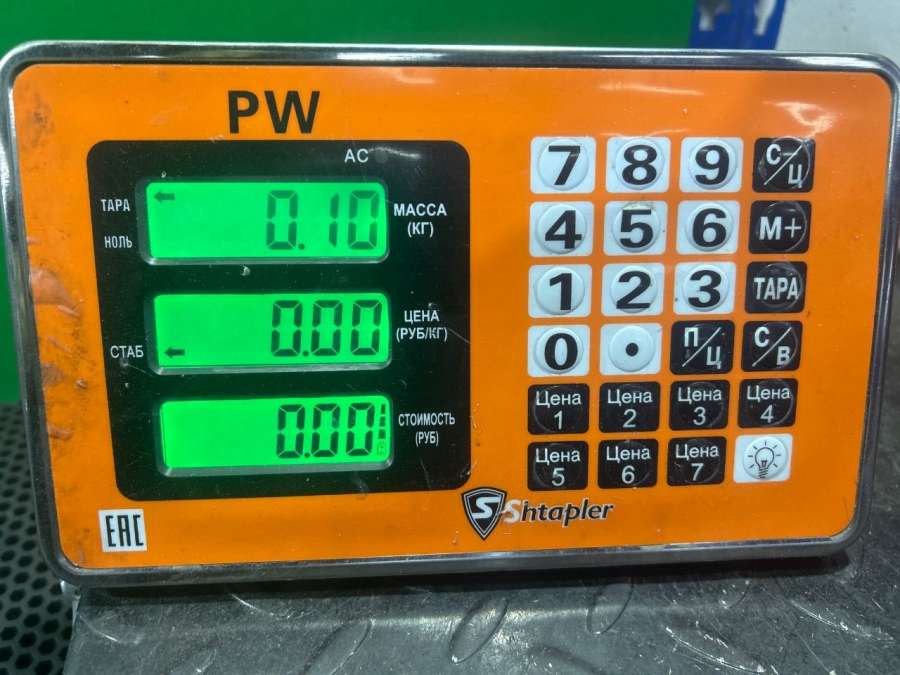 PW
AC
ТАРА
НОЛЬ
0.10
МАССА
(КГ)
СТАБ
0.00
ЦЕНА
(РУБ/КГ)
0.00
СТОИМОСТЬ
(РУБ)
7 8 9 С/Ц
4 5 6 М+
1 2 3 ТАРА
0 . П/Ц С/В
Цена 1 Цена 2 Цена 3 Цена 4
Цена 5 Цена 6 Цена 7
EAC
S Shtapler